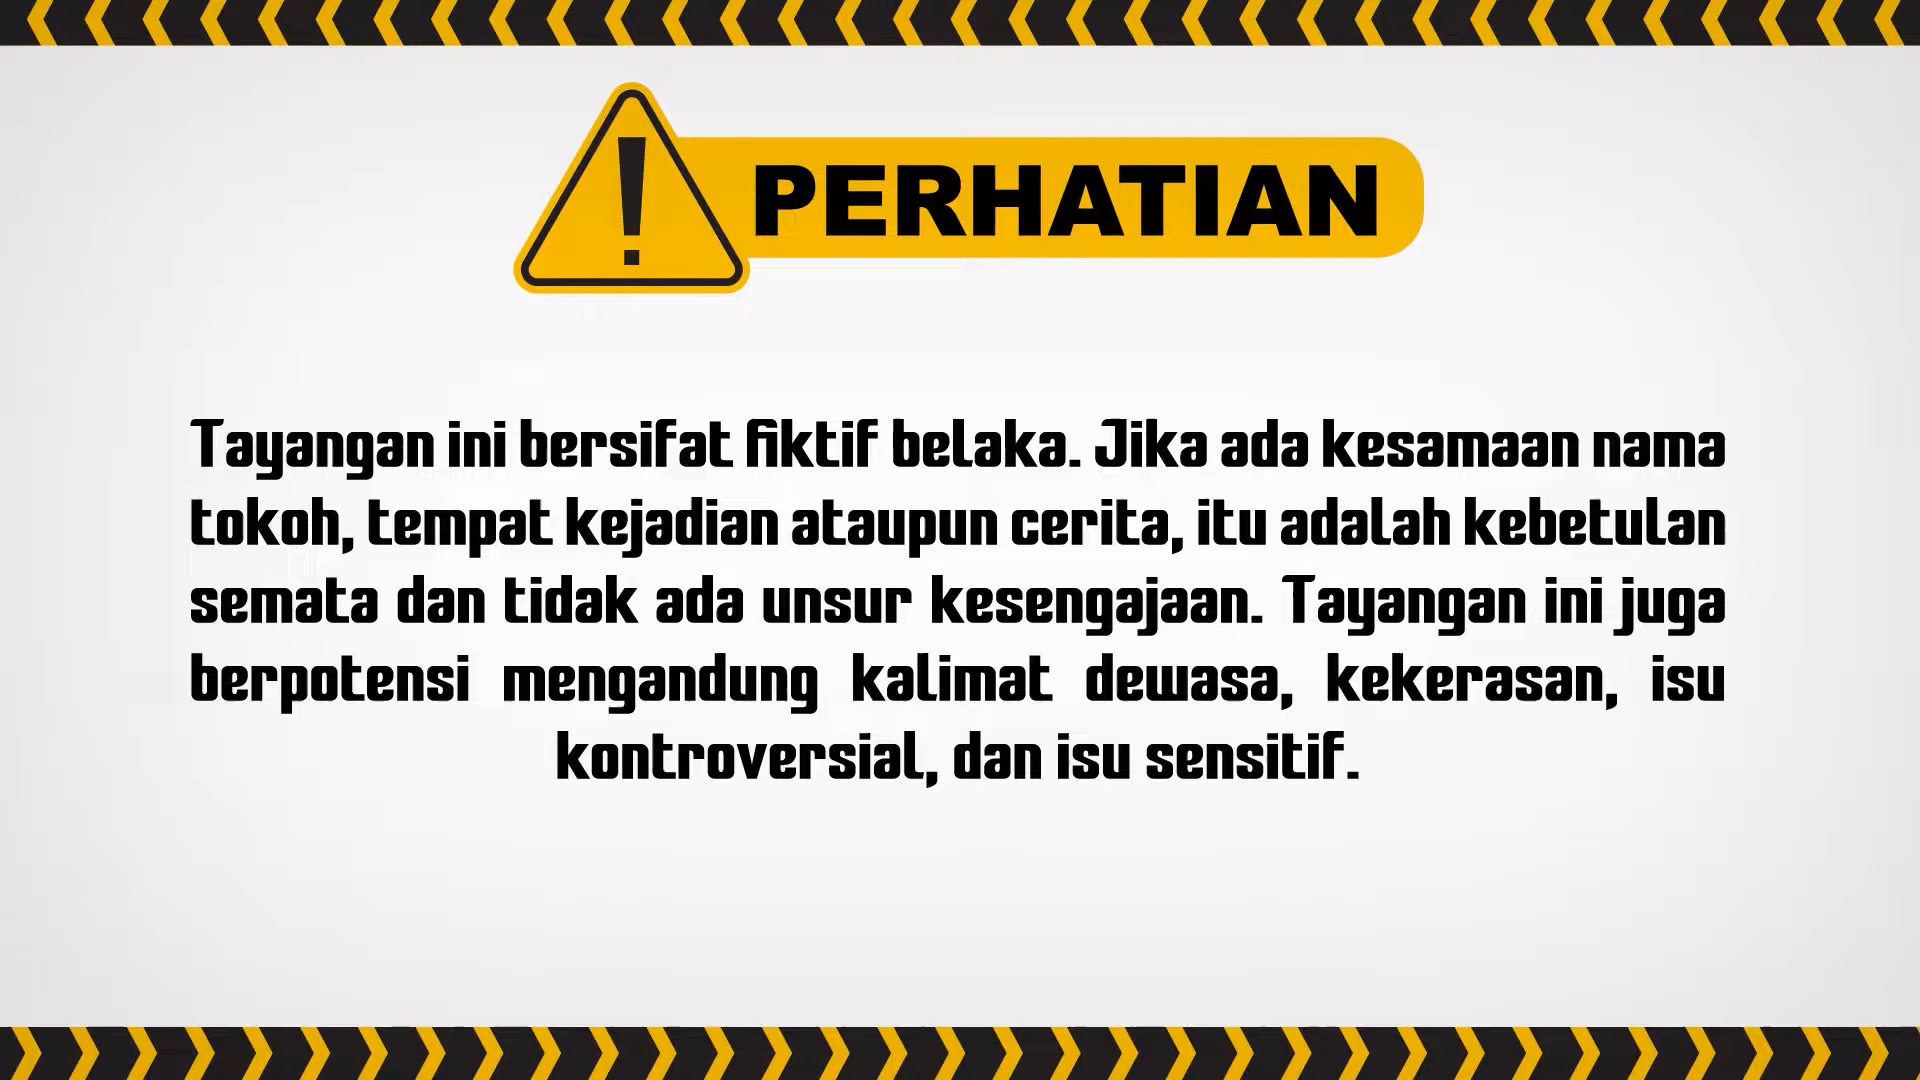 PERHATIAN
Tayangan ini bersifat fiktif belaka. Jika ada kesamaan nama
tokoh, tempat kejadian ataupun cerita, itu adalah kebetulan
semata dan tidak ada unsur kesengajaan. Tayangan ini juga
berpotensi mengandung kalimat dewasa, kekerasan, isu
kontroversial, dan isu sensitif.